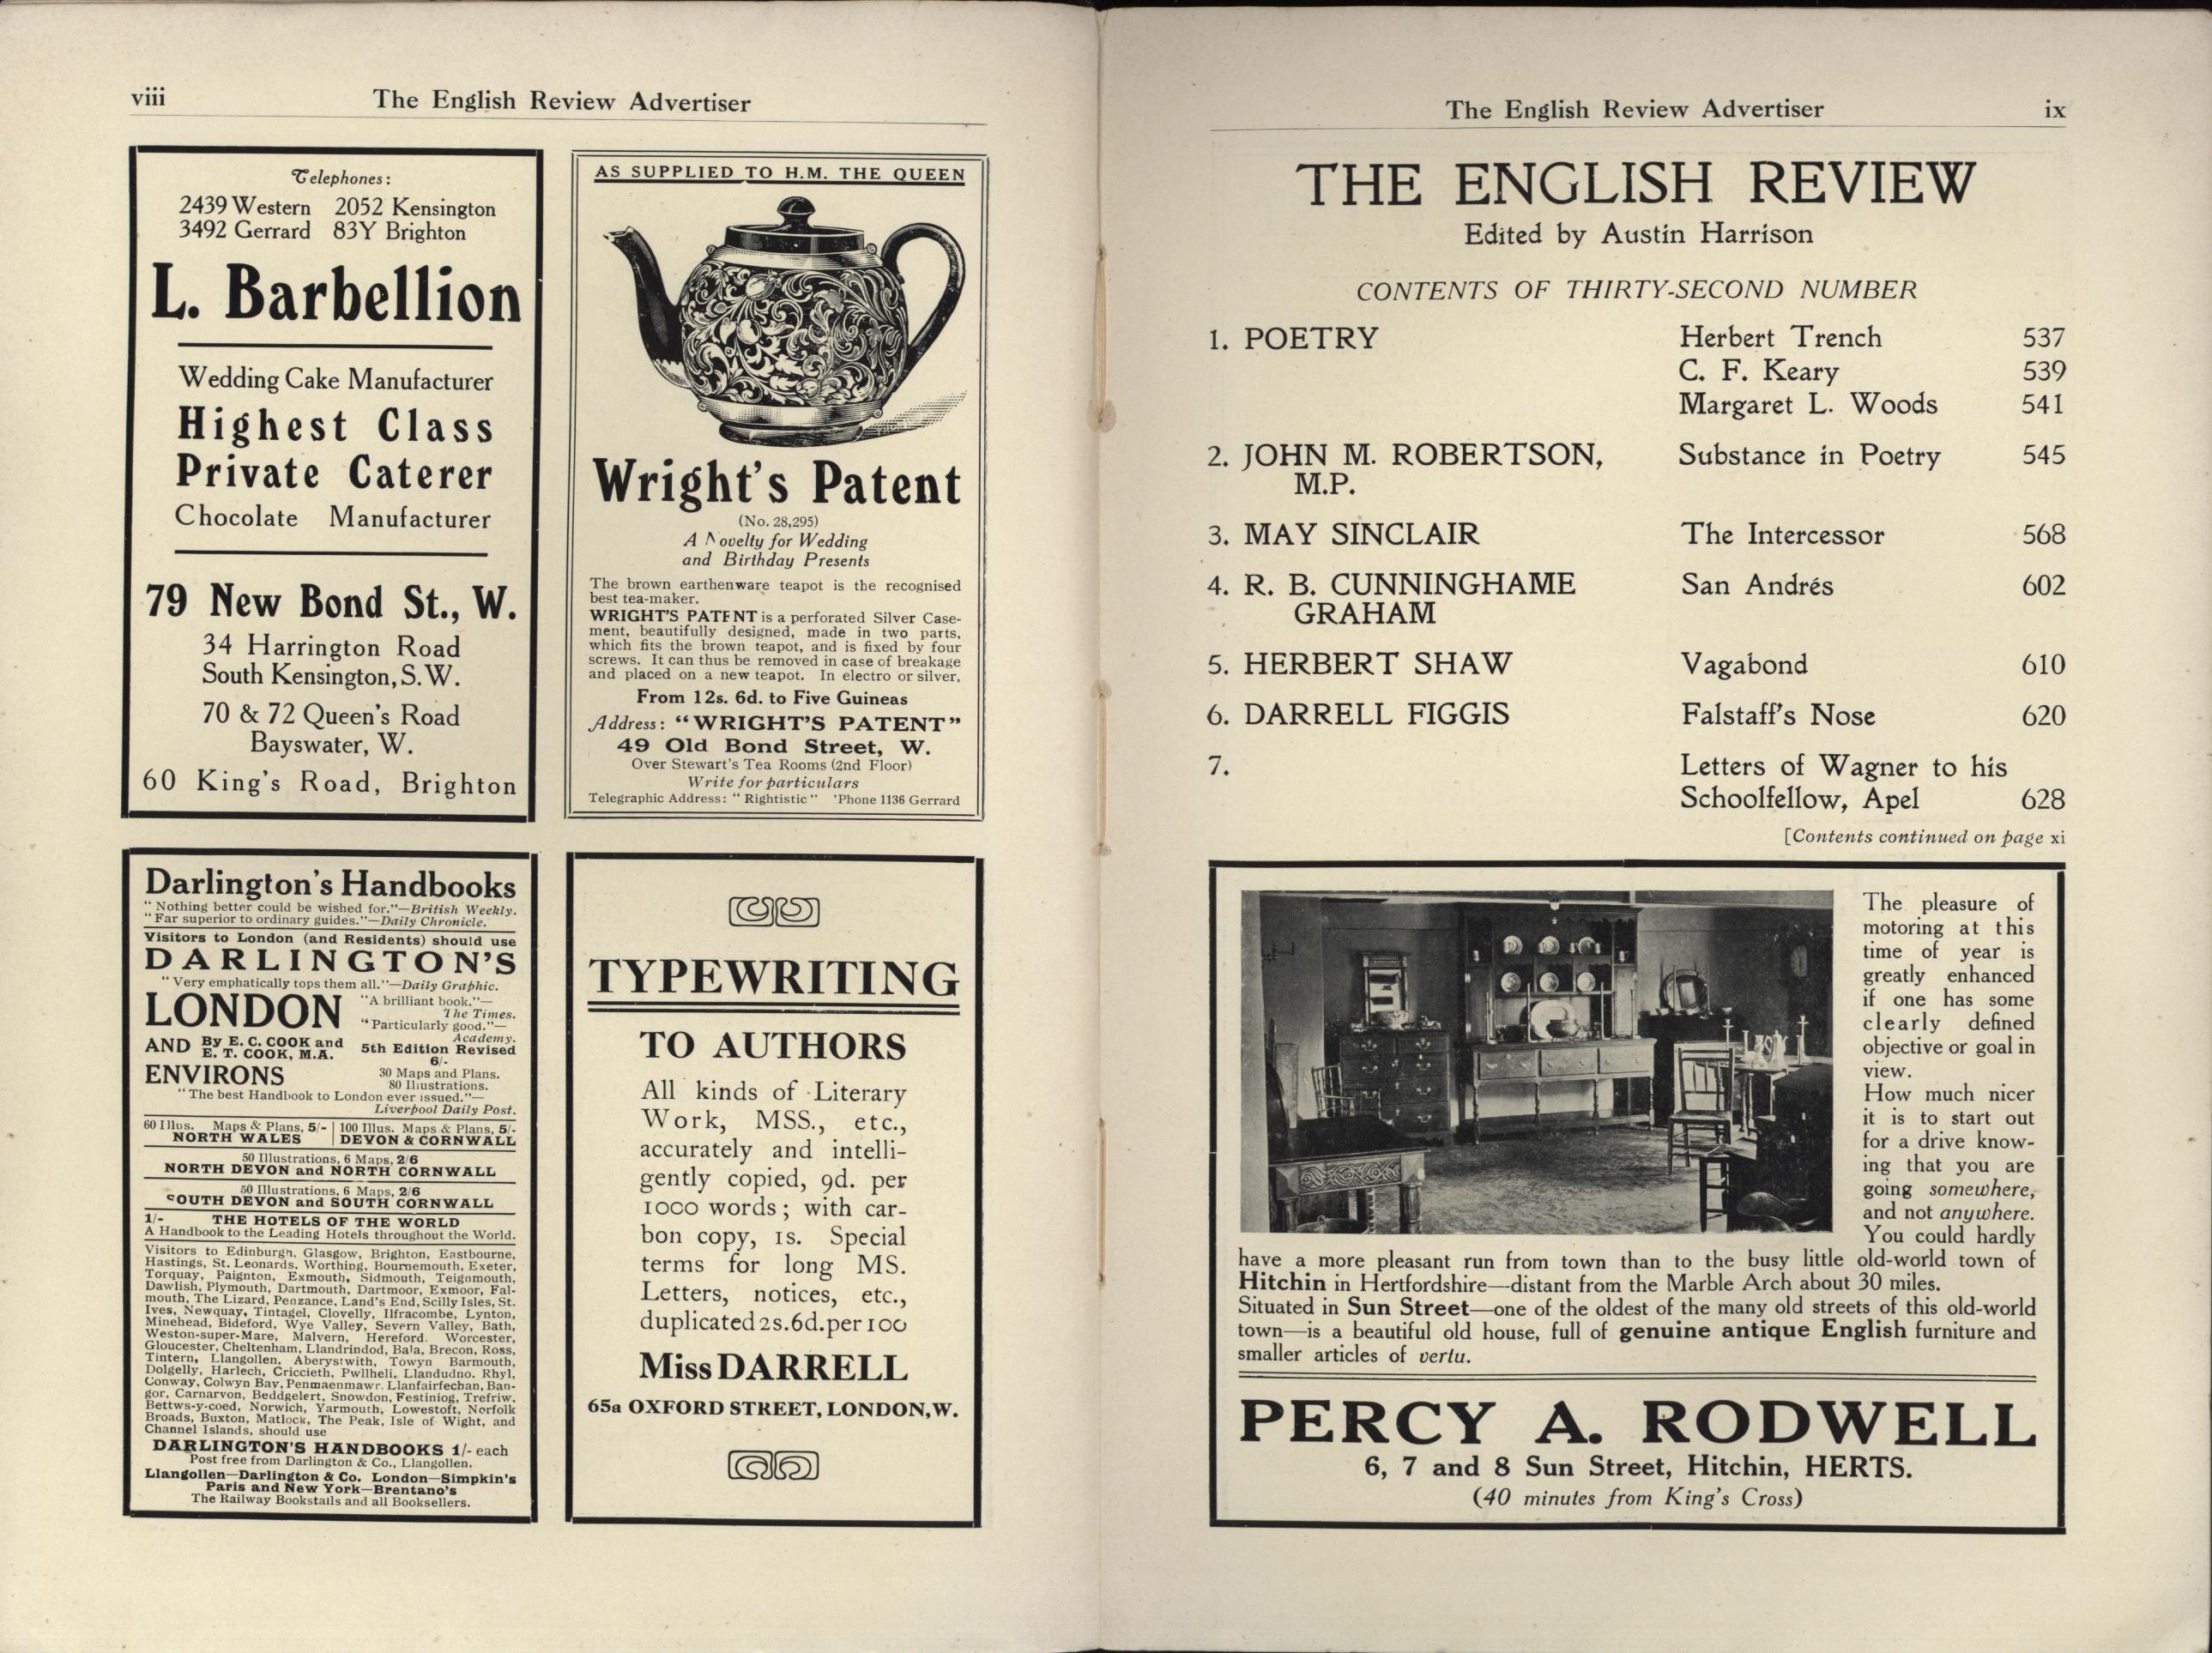 viii The English Review Advertiser
Telephones:
2439 Western 2052 Kensington
3492 Gerrard 83Y Brighton
L. Barbellion
Wedding Cake Manufacturer
Highest Class
Private Caterer
Chocolate Manufacturer
79 New Bond St., W.
34 Harrington Road
South Kensington, S.W.
70 & 72 Queen's Road
Bayswater, W.
60 King's Road, Brighton
AS SUPPLIED TO H.M. THE QUEEN
Wright's Patent
(No. 28,295)
A Novelty for Wedding
and Birthday Presents
The brown earthenware teapot is the recognised
best tea-maker.
WRIGHT'S PATENT is a perforated Silver Case-
ment, beautifully designed, made in two parts,
which fits the brown teapot, and is fixed by four
screws. It can thus be removed in case of breakage
and placed on a new teapot. In electro or silver,
From 12s. 6d. to Five Guineas
Address: "WRIGHT'S PATENT"
49 Old Bond Street, W.
Over Stewart's Tea Rooms (2nd Floor)
Write for particulars
Telegraphic Address: "Rightistic" 'Phone 1136 Gerrard
Darlington's Handbooks
"Nothing better could be wished for."—British Weekly.
"Far superior to ordinary guides."—Daily Chronicle.
Visitors to London (and Residents) should use
DARLINGTON'S
"Very emphatically tops them all."—Daily Graphic.
LONDON
"A brilliant book."—
The Times.
"Particularly good."—
Academy.
AND By E. C. COOK and
E. T. COOK, M.A.
5th Edition Revised
6/-
ENVIRONS
30 Maps and Plans.
80 Illustrations.
"The best Handbook to London ever issued."—
Liverpool Daily Post.
60 Illus. Maps & Plans, 5/-
NORTH WALES
100 Illus. Maps & Plans, 5/-
DEVON & CORNWALL
50 Illustrations, 6 Maps, 2/6
NORTH DEVON and NORTH CORNWALL
50 Illustrations, 6 Maps, 2/6
SOUTH DEVON and SOUTH CORNWALL
1/- THE HOTELS OF THE WORLD
A Handbook to the Leading Hotels throughout the World.
Visitors to Edinburgh, Glasgow, Brighton, Eastbourne,
Hastings, St. Leonards, Worthing, Bournemouth, Exeter,
Torquay, Paignton, Exmouth, Sidmouth, Teignmouth,
Dawlish, Plymouth, Dartmouth, Dartmoor, Exmoor, Fal-
mouth, The Lizard, Penzance, Land's End, Scilly Isles, St.
Ives, Newquay, Tintagel, Clovelly, Ilfracombe, Lynton,
Minehead, Bideford, Wye Valley, Severn Valley, Bath,
Weston-super-Mare, Malvern, Hereford. Worcester,
Gloucester, Cheltenham, Llandrindod, Bala, Brecon, Ross,
Tintern, Llangollen, Aberystwith, Towyn Barmouth,
Dolgelly, Harlech, Criccieth, Pwllheli, Llandudno. Rhyl,
Conway, Colwyn Bay, Penmaenmawr. Llanfairfechan, Ban-
gor, Carnarvon, Beddgelert, Snowdon, Festiniog, Trefriw,
Bettws-y-coed, Norwich, Yarmouth, Lowestoft, Norfolk
Broads, Buxton, Matlock, The Peak, Isle of Wight, and
Channel Islands, should use
DARLINGTON'S HANDBOOKS 1/- each
Post free from Darlington & Co., Llangollen.
Llangollen—Darlington & Co. London—Simpkin's
Paris and New York—Brentano's
The Railway Bookstalls and all Booksellers.
TYPEWRITING
TO AUTHORS
All kinds of Literary
Work, MSS., etc.,
accurately and intelli-
gently copied, 9d. per
1000 words; with car-
bon copy, 1s. Special
terms for long MS.
Letters, notices, etc.,
duplicated 2s.6d. per 100
Miss DARRELL
65a OXFORD STREET, LONDON, W.
The English Review Advertiser ix
THE ENGLISH REVIEW
Edited by Austin Harrison
CONTENTS OF THIRTY-SECOND NUMBER
1. POETRY Herbert Trench 537
C. F. Keary 539
Margaret L. Woods 541
2. JOHN M. ROBERTSON, Substance in Poetry 545
M.P.
3. MAY SINCLAIR The Intercessor 568
4. R. B. CUNNINGHAME San Andrés 602
GRAHAM
5. HERBERT SHAW Vagabond 610
6. DARRELL FIGGIS Falstaff's Nose 620
7. Letters of Wagner to his
Schoolfellow, Apel 628
[Contents continued on page xi
The pleasure of
motoring at this
time of year is
greatly enhanced
if one has some
clearly defined
objective or goal in
view.
How much nicer
it is to start out
for a drive know-
ing that you are
going somewhere,
and not anywhere.
You could hardly
have a more pleasant run from town than to the busy little old-world town of
Hitchin in Hertfordshire—distant from the Marble Arch about 30 miles.
Situated in Sun Street—one of the oldest of the many old streets of this old-world
town—is a beautiful old house, full of genuine antique English furniture and
smaller articles of vertu.
PERCY A. RODWELL
6, 7 and 8 Sun Street, Hitchin, HERTS.
(40 minutes from King's Cross)